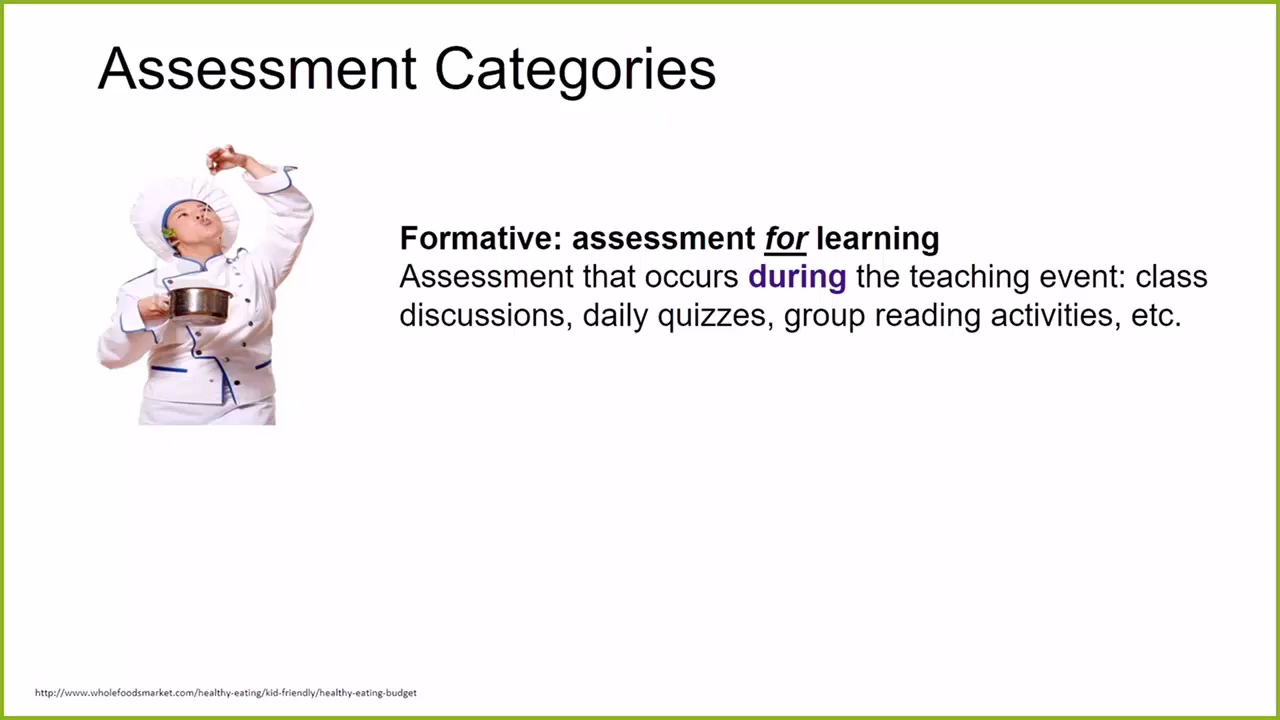 Assessment Categories
Formative: assessment for learning
Assessment that occurs during the teaching event: class
discussions, daily quizzes, group reading activities, etc.
http://www.wholefoodsmarket.com/healthy-eating/kid-friendly/healthy-eating-budget